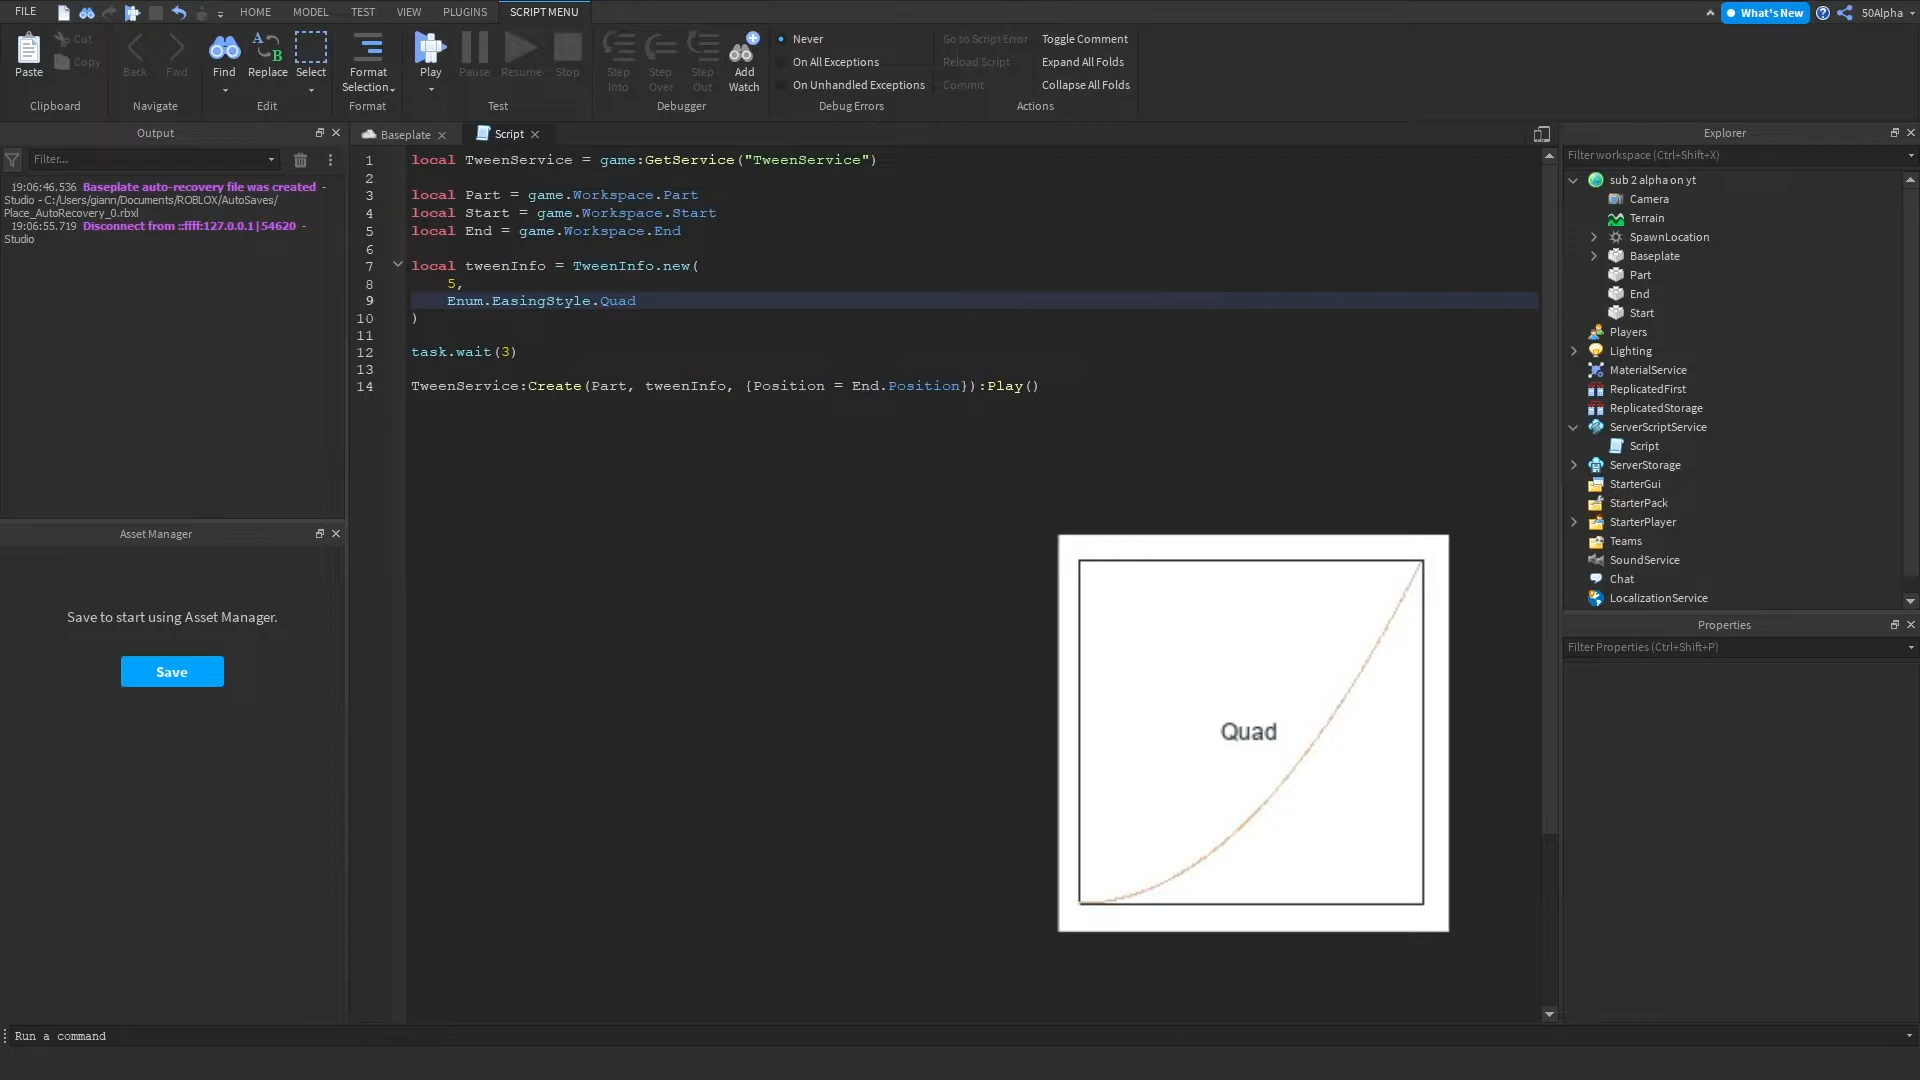 FILE HOME MODEL TEST VIEW PLUGINS SCRIPT MENU What's New 50Alpha
Paste Cut Copy Back Fwd Find Replace Select Format Selection Play Pause Resume Stop Step Into Step Over Step Out Add Watch
Never Go to Script Error Toggle Comment
On All Exceptions Reload Script Expand All Folds
On Unhandled Exceptions Commit Collapse All Folds
Clipboard Navigate Edit Format Test Debugger Debug Errors Actions
Output
Filter...
19:06:46.536 Baseplate auto-recovery file was created -
Studio - C:/Users/giann/Documents/ROBLOX/AutoSaves/
Place_AutoRecovery_0.rbxl
19:06:55.719 Disconnect from ::ffff:127.0.0.1|54620 -
Studio
Asset Manager
Save to start using Asset Manager.
Save
Baseplate Script
1 local TweenService = game:GetService("TweenService")
2
3 local Part = game.Workspace.Part
4 local Start = game.Workspace.Start
5 local End = game.Workspace.End
6
7 local tweenInfo = TweenInfo.new(
8 5,
9 Enum.EasingStyle.Quad
10 )
11
12 task.wait(3)
13
14 TweenService:Create(Part, tweenInfo, {Position = End.Position}):Play()
Quad
Explorer
Filter workspace (Ctrl+Shift+X)
sub 2 alpha on yt
Camera
Terrain
SpawnLocation
Baseplate
Part
End
Start
Players
Lighting
MaterialService
ReplicatedFirst
ReplicatedStorage
ServerScriptService
Script
ServerStorage
StarterGui
StarterPack
StarterPlayer
Teams
SoundService
Chat
LocalizationService
Properties
Filter Properties (Ctrl+Shift+P)
Run a command